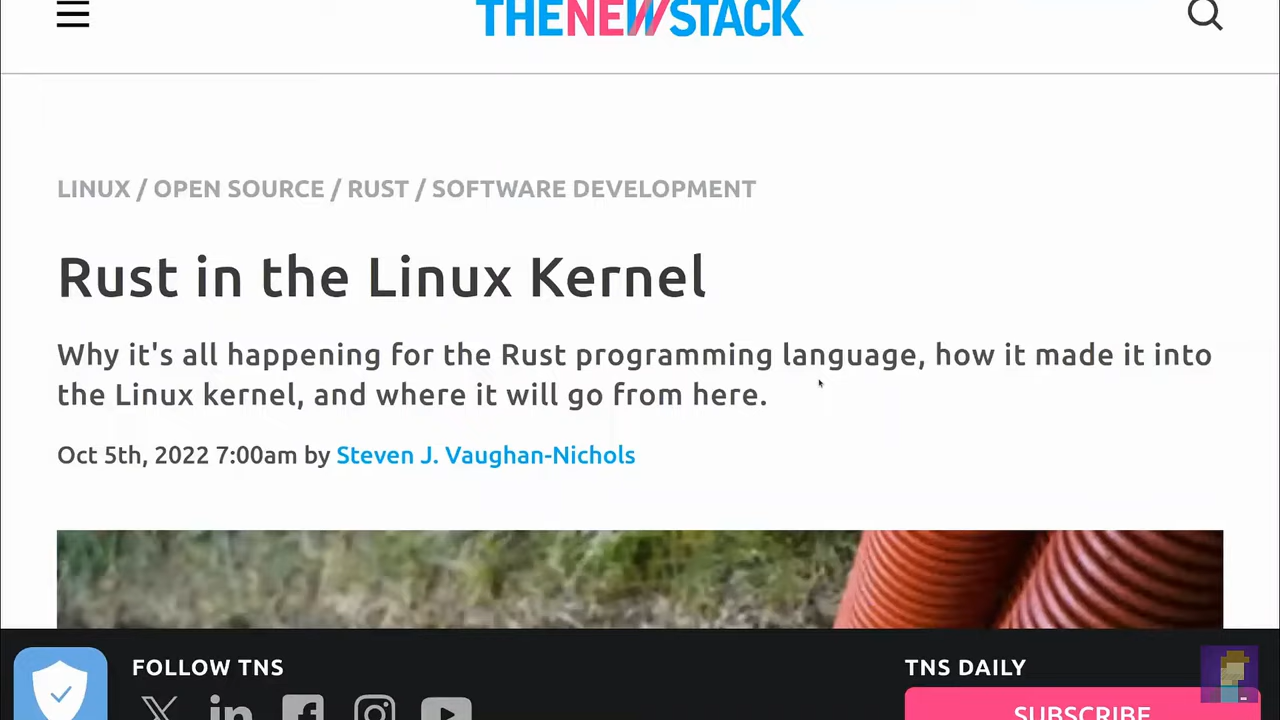 THENEWSTACK
LINUX / OPEN SOURCE / RUST / SOFTWARE DEVELOPMENT
Rust in the Linux Kernel
Why it's all happening for the Rust programming language, how it made it into
the Linux kernel, and where it will go from here.
Oct 5th, 2022 7:00am by Steven J. Vaughan-Nichols
FOLLOW TNS
TNS DAILY
SUBSCRIBE